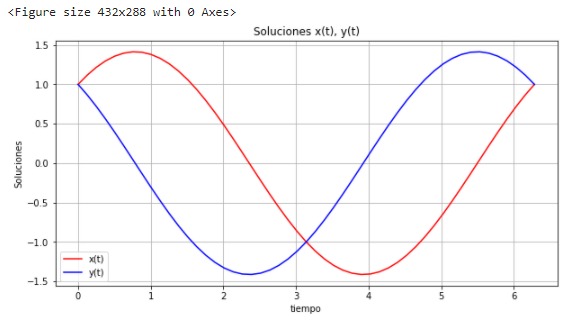 <Figure size 432x288 with 0 Axes>
Soluciones x(t), y(t)
1.5
1.0
0.5
0.0
−0.5
−1.0
−1.5
Soluciones
x(t)
y(t)
0 1 2 3 4 5 6
tiempo